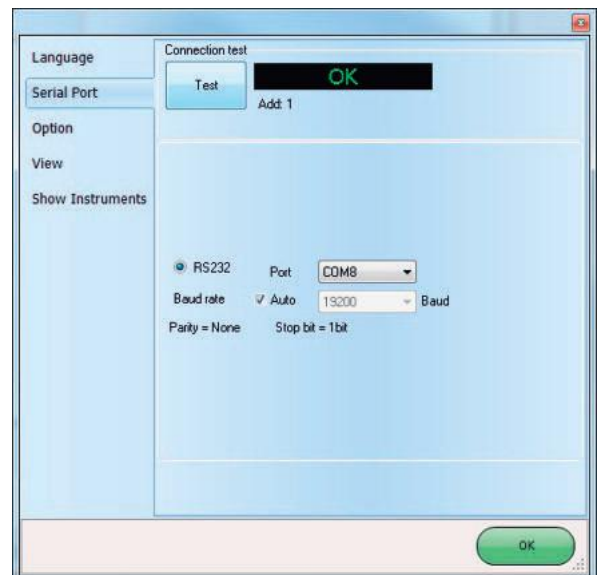 Language
Serial Port
Option
View
Show Instruments
Connection test
Test
OK
Add: 1
RS232 Port COM8
Baud rate Auto 19200 Baud
Parity = None Stop bit = 1bit
OK